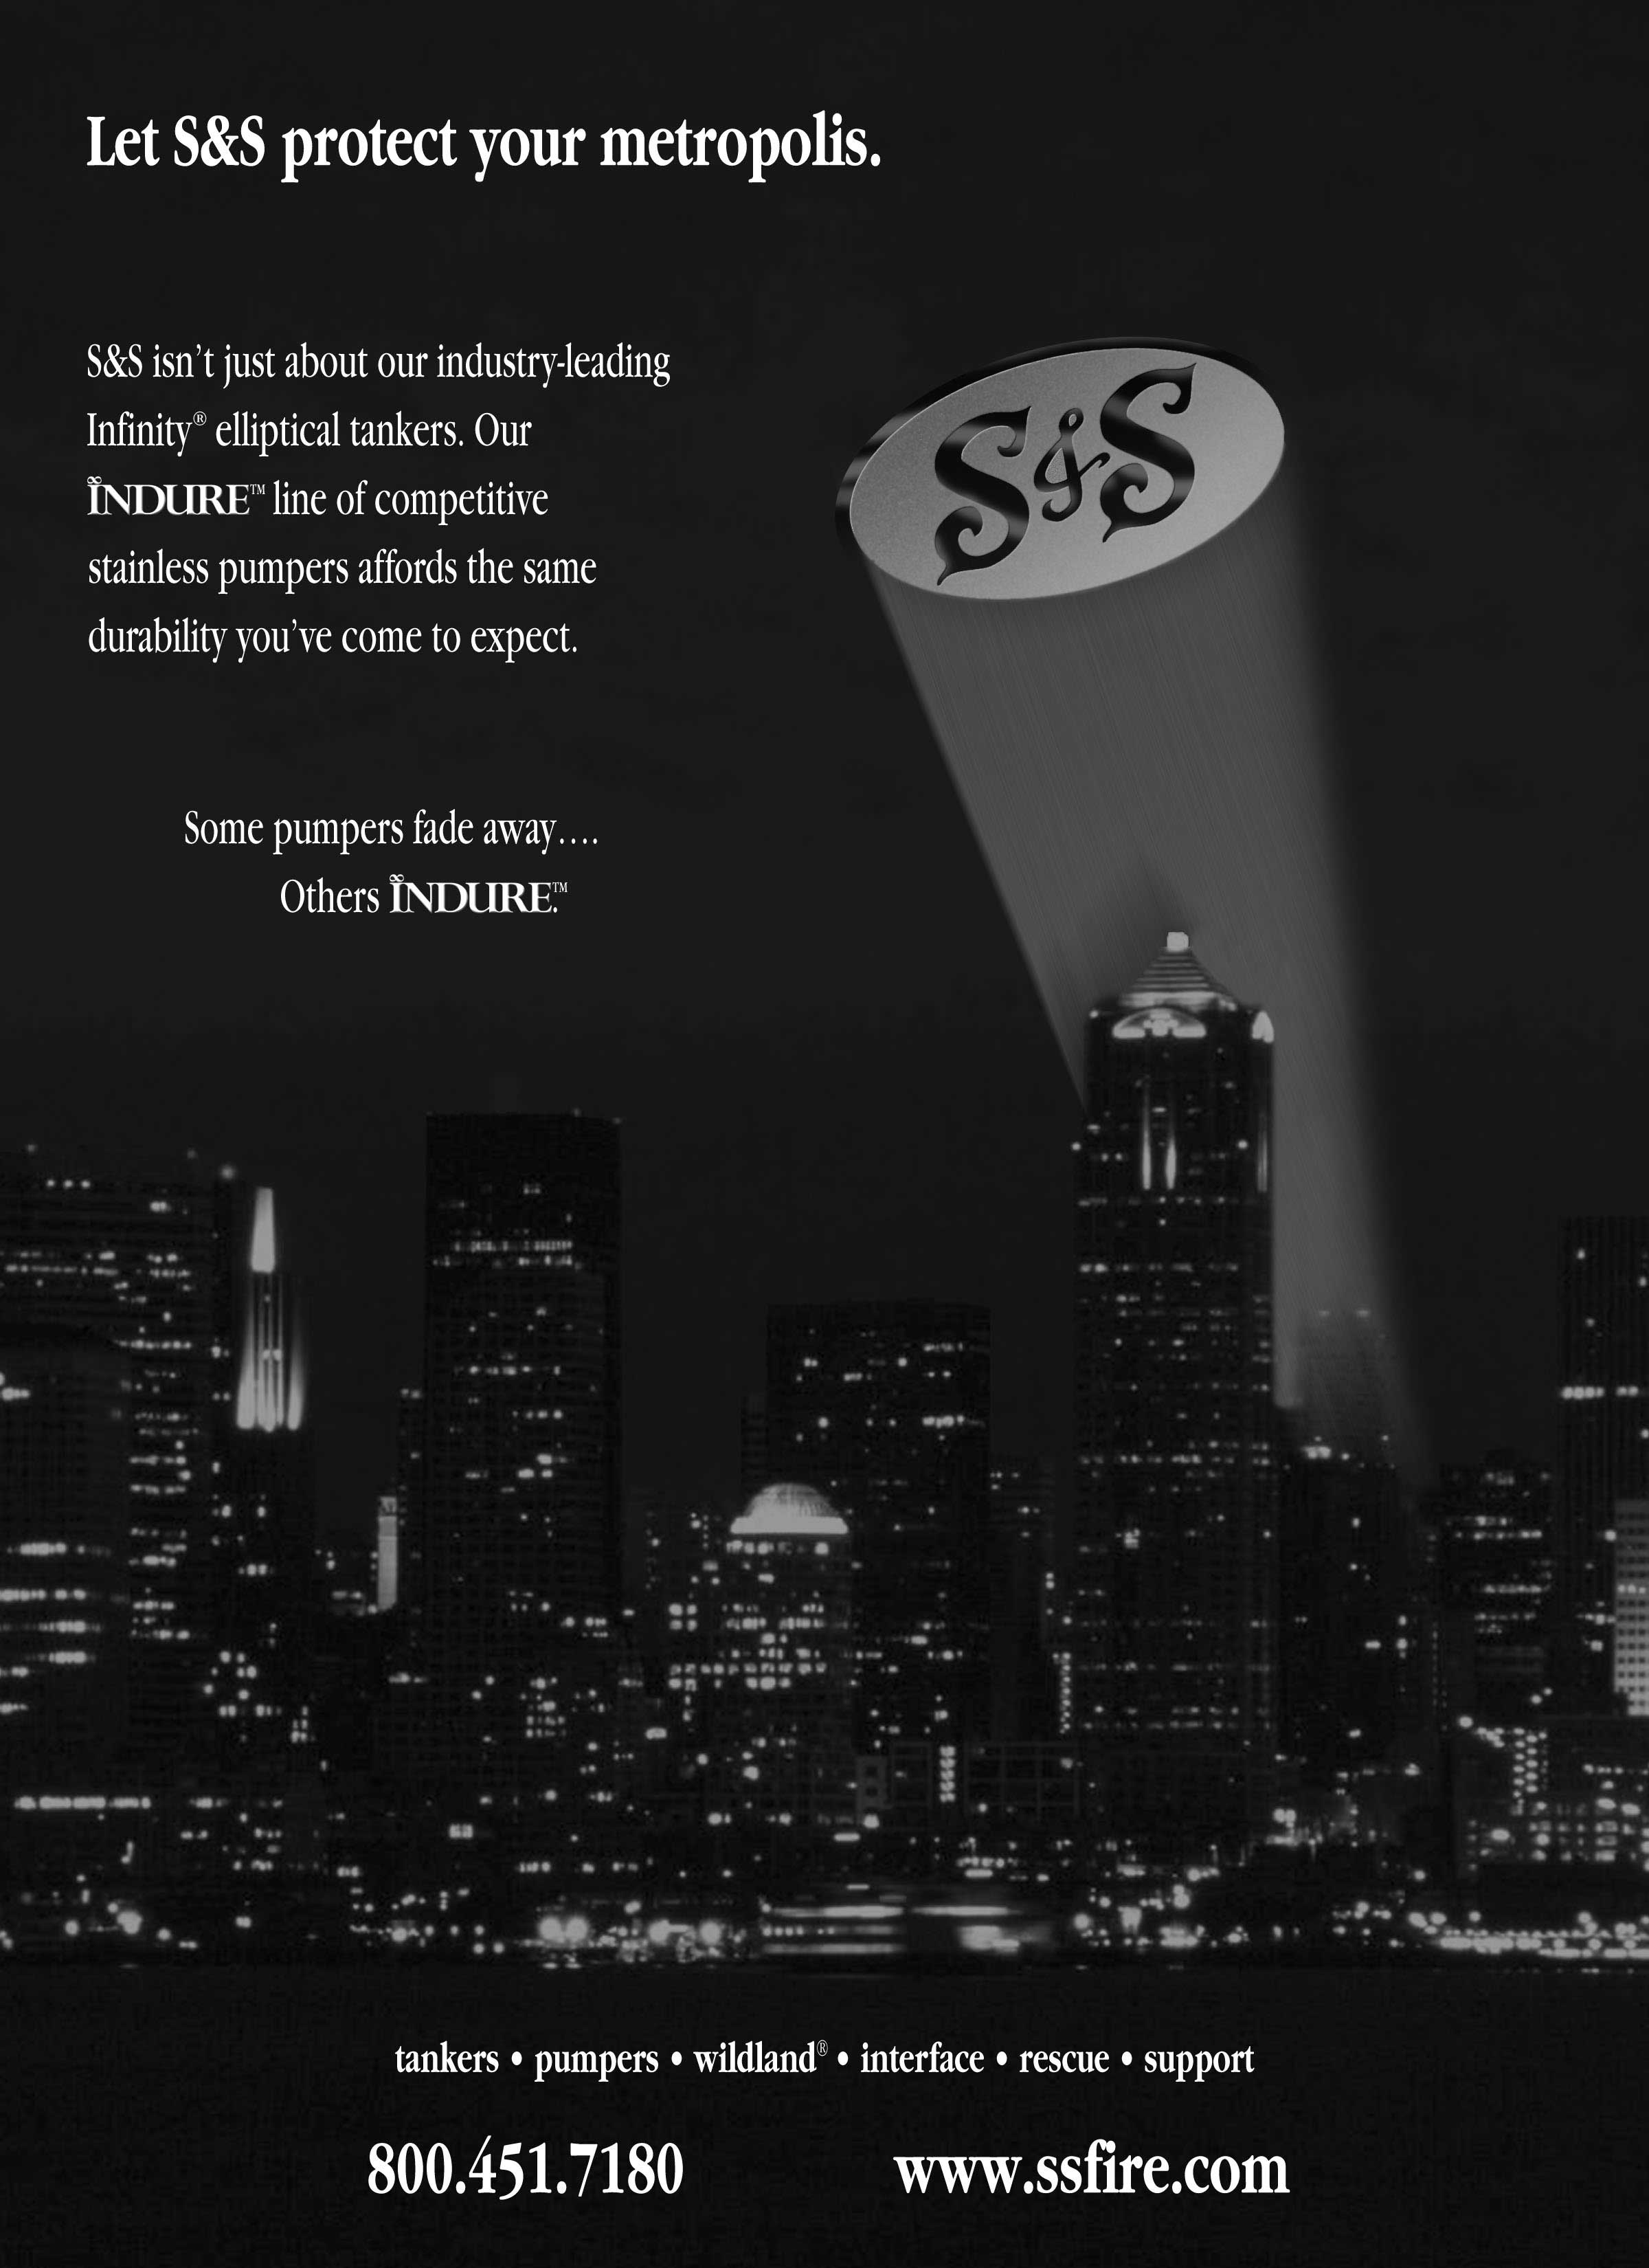 Let S&S protect your metropolis.
S&S isn't just about our industry-leading
Infinity® elliptical tankers. Our
INDURE™ line of competitive
stainless pumpers affords the same
durability you've come to expect.
Some pumpers fade away....
Others INDURE.™
S&S
tankers • pumpers • wildland® • interface • rescue • support
800.451.7180
www.ssfire.com